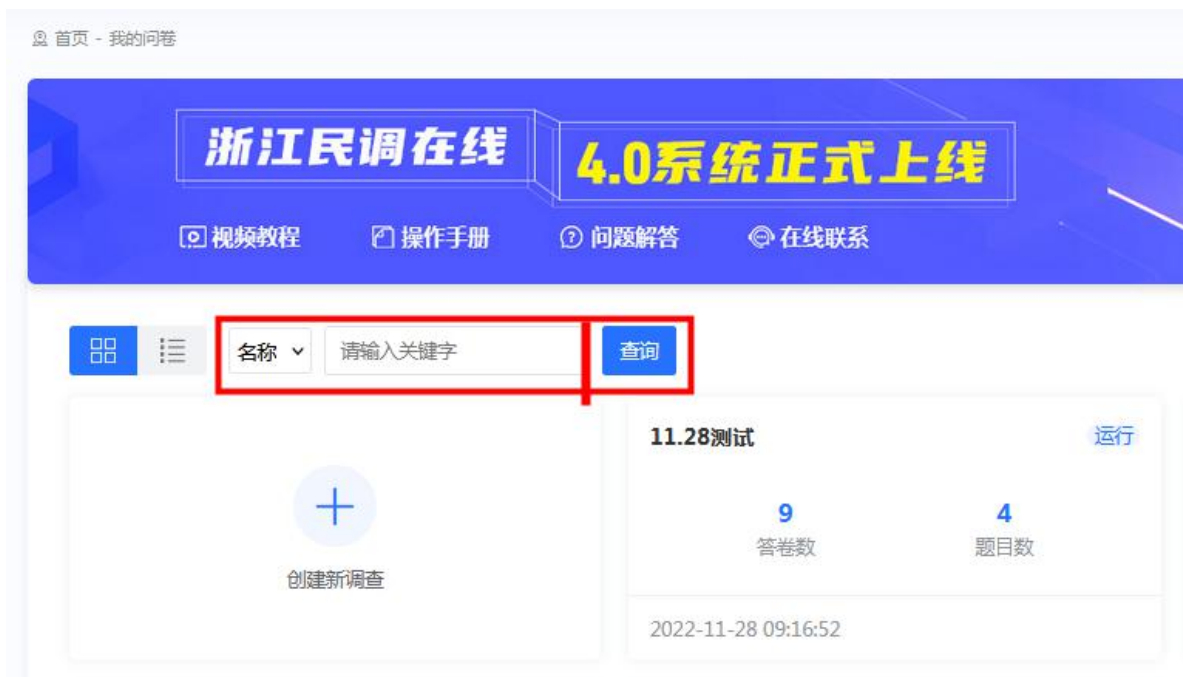 首页 - 我的问卷
浙江民调在线
4.0系统正式上线
视频教程 操作手册 问题解答 在线联系
名称 请输入关键字 查询
11.28测试 运行
9 4
答卷数 题目数
创建新调查
2022-11-28 09:16:52